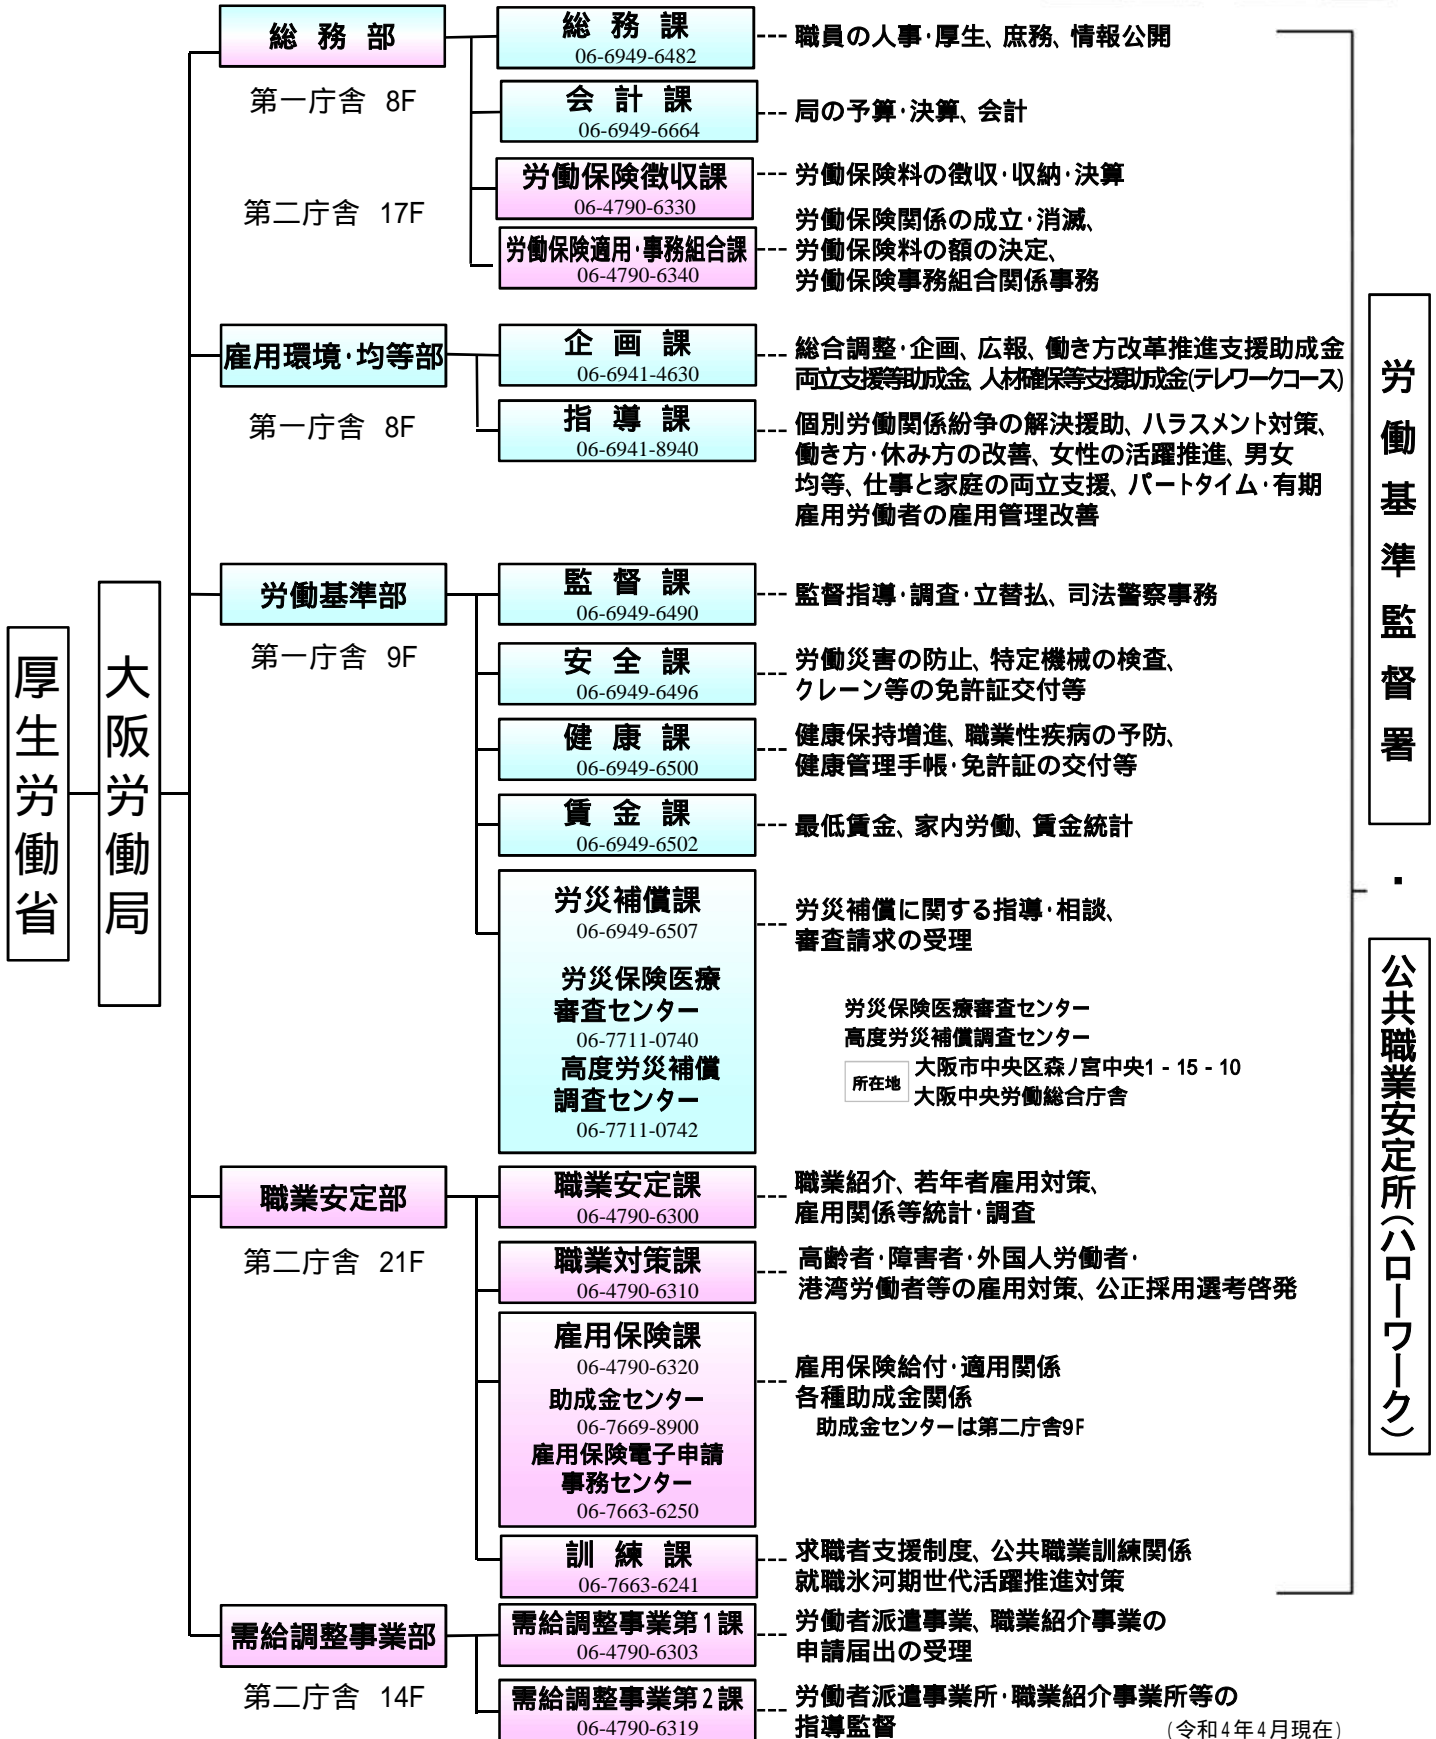 厚生労働省
大阪労働局
総務部
第一庁舎 8F
第二庁舎 17F
総務課
06-6949-6482
職員の人事・厚生、庶務、情報公開
会計課
06-6949-6664
局の予算・決算、会計
労働保険徴収課
06-4790-6330
労働保険料の徴収・収納・決算
労働保険適用・事務組合課
06-4790-6340
労働保険関係の成立・消滅、
労働保険料の額の決定、
労働保険事務組合関係事務
雇用環境・均等部
第一庁舎 8F
企画課
06-6941-4630
総合調整・企画、広報、働き方改革推進支援助成金
両立支援等助成金、人材確保等支援助成金(テレワークコース)
指導課
06-6941-8940
個別労働関係紛争の解決援助、ハラスメント対策、
働き方・休み方の改善、女性の活躍推進、男女
均等、仕事と家庭の両立支援、パートタイム・有期
雇用労働者の雇用管理改善
労働基準部
第一庁舎 9F
監督課
06-6949-6490
監督指導・調査・立替払、司法警察事務
安全課
06-6949-6496
労働災害の防止、特定機械の検査、
クレーン等の免許証交付等
健康課
06-6949-6500
健康保持増進、職業性疾病の予防、
健康管理手帳・免許証の交付等
賃金課
06-6949-6502
最低賃金、家内労働、賃金統計
労災補償課
06-6949-6507
労災保険医療
審査センター
06-7711-0740
高度労災補償
調査センター
06-7711-0742
労災補償に関する指導・相談、
審査請求の受理
労災保険医療審査センター
高度労災補償調査センター
所在地
大阪市中央区森ノ宮中央1-15-10
大阪中央労働総合庁舎
職業安定部
第二庁舎 21F
職業安定課
06-4790-6300
職業紹介、若年者雇用対策、
雇用関係等統計・調査
職業対策課
06-4790-6310
高齢者・障害者・外国人労働者・
港湾労働者等の雇用対策、公正採用選考啓発
雇用保険課
06-4790-6320
助成金センター
06-7669-8900
雇用保険電子申請
事務センター
06-7663-6250
雇用保険給付・適用関係
各種助成金関係
助成金センターは第二庁舎9F
訓練課
06-7663-6241
求職者支援制度、公共職業訓練関係
就職氷河期世代活躍推進対策
需給調整事業部
第二庁舎 14F
需給調整事業第1課
06-4790-6303
労働者派遣事業、職業紹介事業の
申請届出の受理
需給調整事業第2課
06-4790-6319
労働者派遣事業所・職業紹介事業所等の
指導監督
労働基準監督署
・
公共職業安定所(ハローワーク)
(令和4年4月現在)